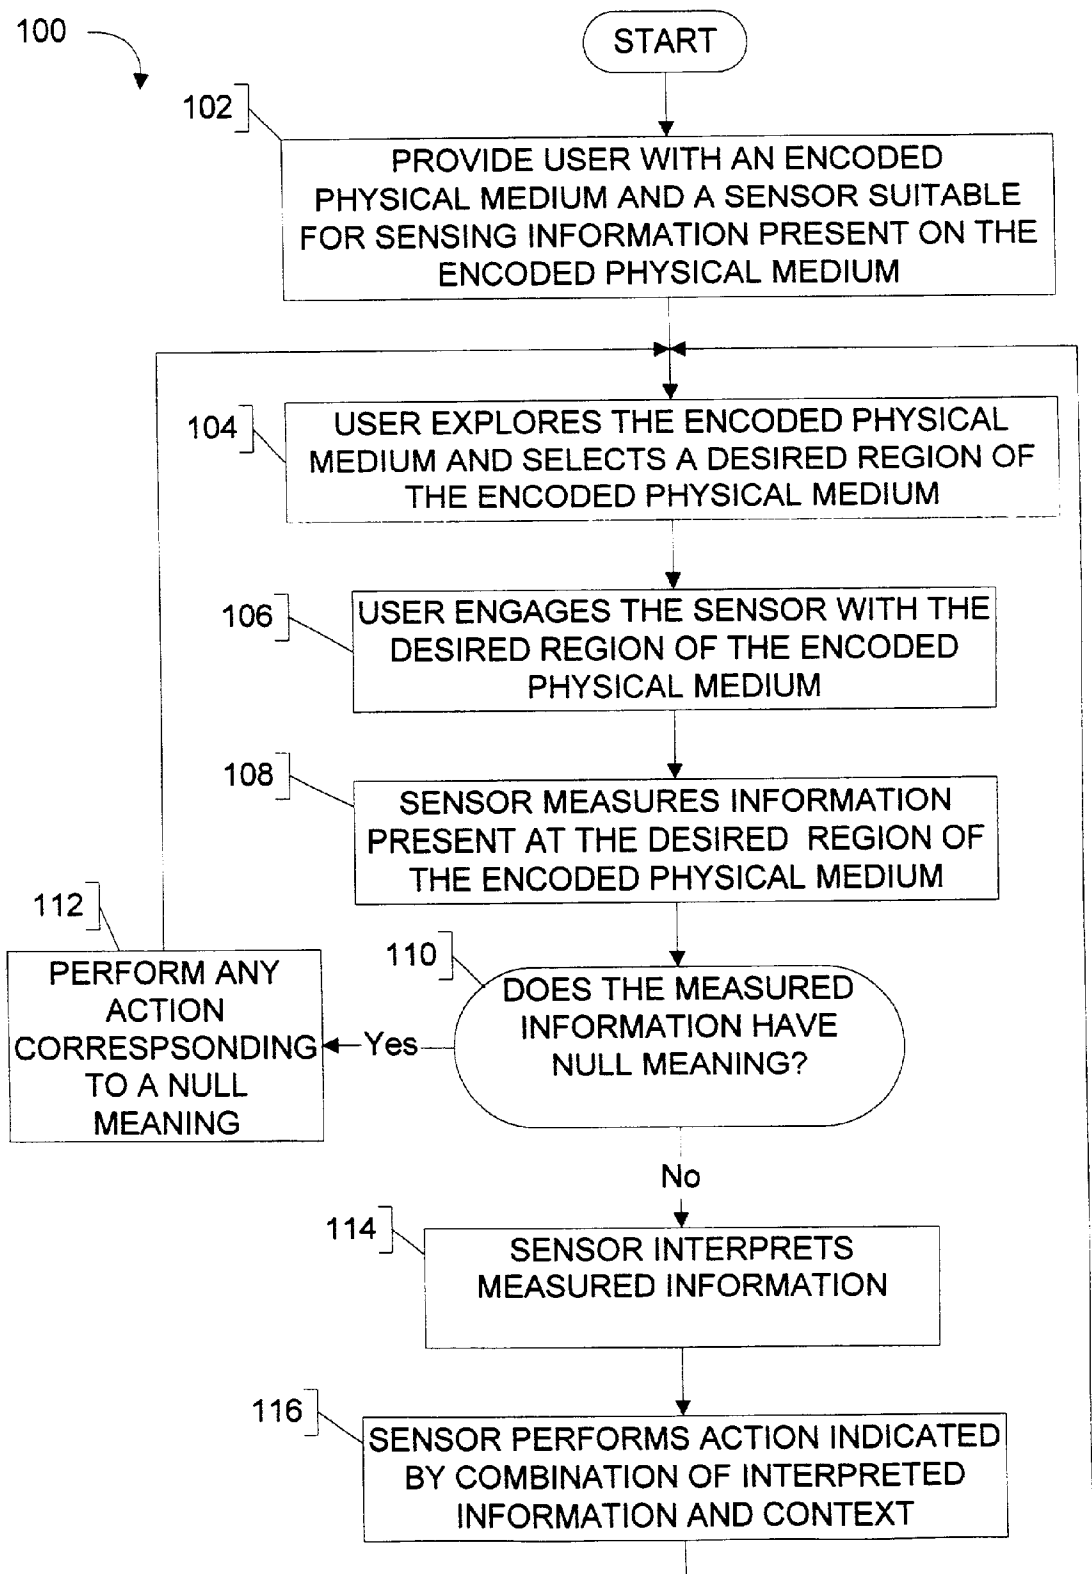 100
START
102
PROVIDE USER WITH AN ENCODED
PHYSICAL MEDIUM AND A SENSOR SUITABLE
FOR SENSING INFORMATION PRESENT ON THE
ENCODED PHYSICAL MEDIUM
104
USER EXPLORES THE ENCODED PHYSICAL
MEDIUM AND SELECTS A DESIRED REGION OF
THE ENCODED PHYSICAL MEDIUM
106
USER ENGAGES THE SENSOR WITH THE
DESIRED REGION OF THE ENCODED
PHYSICAL MEDIUM
108
SENSOR MEASURES INFORMATION
PRESENT AT THE DESIRED REGION OF
THE ENCODED PHYSICAL MEDIUM
110
DOES THE MEASURED
INFORMATION HAVE
NULL MEANING?
Yes
112
PERFORM ANY
ACTION
CORRESPSONDING
TO A NULL
MEANING
No
114
SENSOR INTERPRETS
MEASURED INFORMATION
116
SENSOR PERFORMS ACTION INDICATED
BY COMBINATION OF INTERPRETED
INFORMATION AND CONTEXT